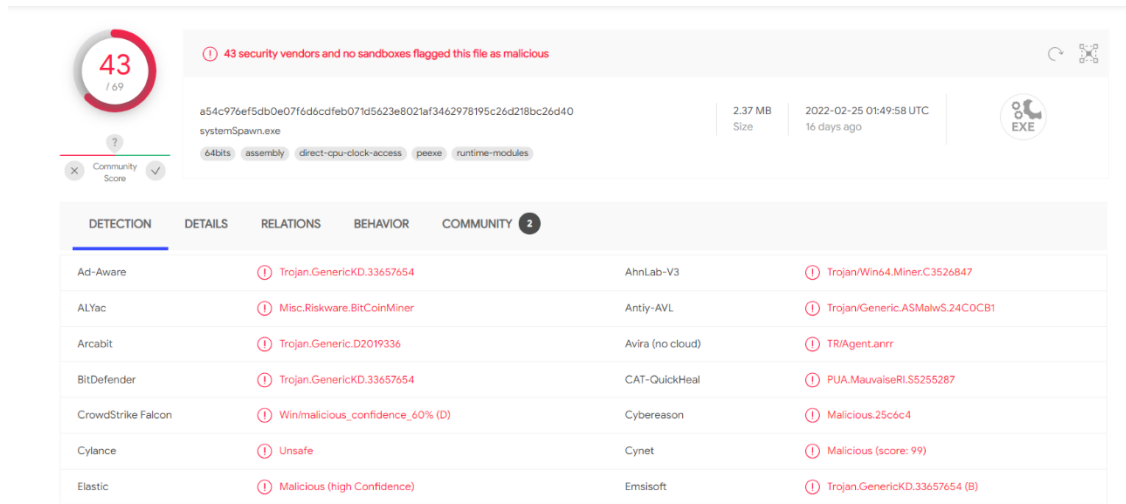 43
/ 69
?
Community
Score
43 security vendors and no sandboxes flagged this file as malicious
a54c976ef5db0e07f6d6cdfeb071d5623e8021af3462978195c26d218bc26d40
systemSpawn.exe
64bits assembly direct-cpu-clock-access peexe runtime-modules
2.37 MB
Size
2022-02-25 01:49:58 UTC
16 days ago
EXE
DETECTION DETAILS RELATIONS BEHAVIOR COMMUNITY 2
Ad-Aware Trojan.GenericKD.33657654 AhnLab-V3 Trojan/Win64.Miner.C3526847
ALYac Misc.Riskware.BitCoinMiner Antiy-AVL Trojan/Generic.ASMalwS.24C0CB1
Arcabit Trojan.Generic.D2019336 Avira (no cloud) TR/Agent.anrr
BitDefender Trojan.GenericKD.33657654 CAT-QuickHeal PUA.MauvaiseRI.S5255287
CrowdStrike Falcon Win/malicious_confidence_60% (D) Cybereason Malicious.25c6c4
Cylance Unsafe Cynet Malicious (score: 99)
Elastic Malicious (high Confidence) Emsisoft Trojan.GenericKD.33657654 (B)